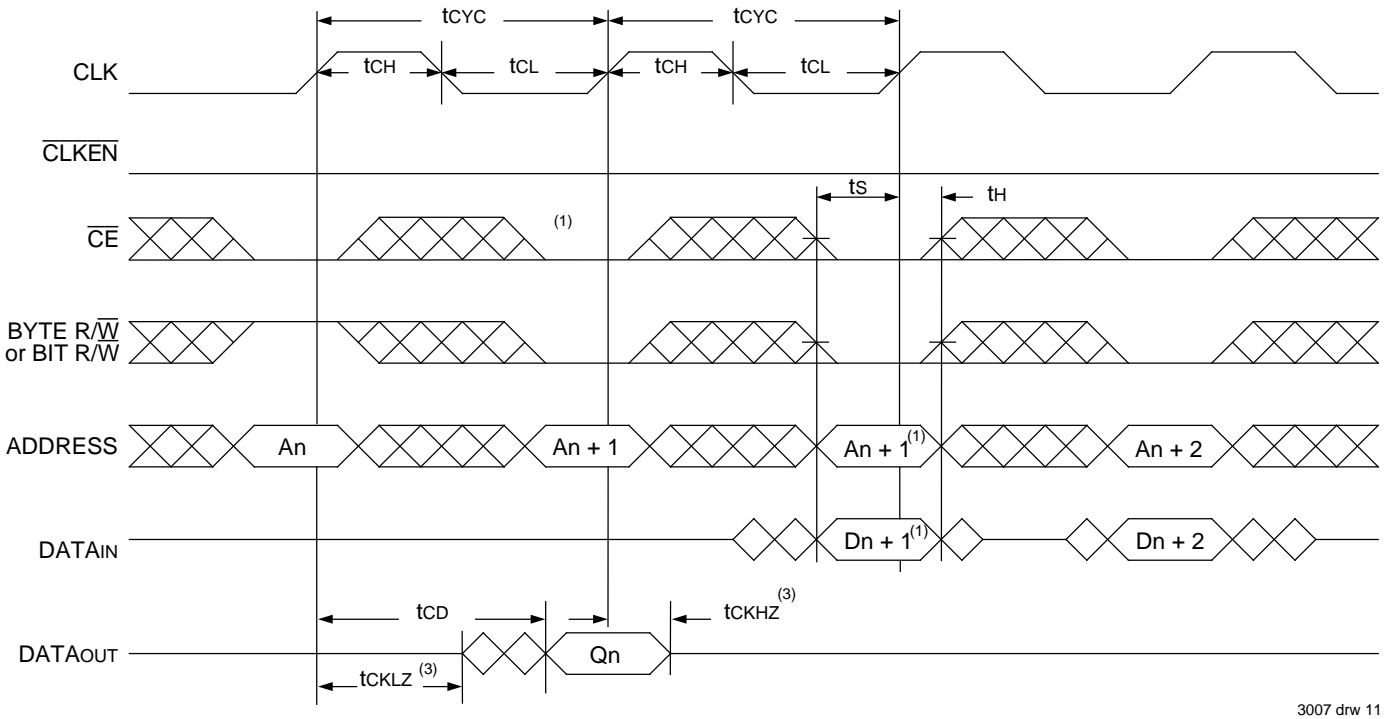 tCYC tCYC
CLK tCH tCL tCH tCL
CLKEN
tS tH
CE (1)
BYTE R/W
or BIT R/W
ADDRESS An An + 1 An + 1(1) An + 2
DATAIN Dn + 1(1) Dn + 2
tCD tCKHZ(3)
DATAOUT Qn
tCKLZ (3)
3007 drw 11